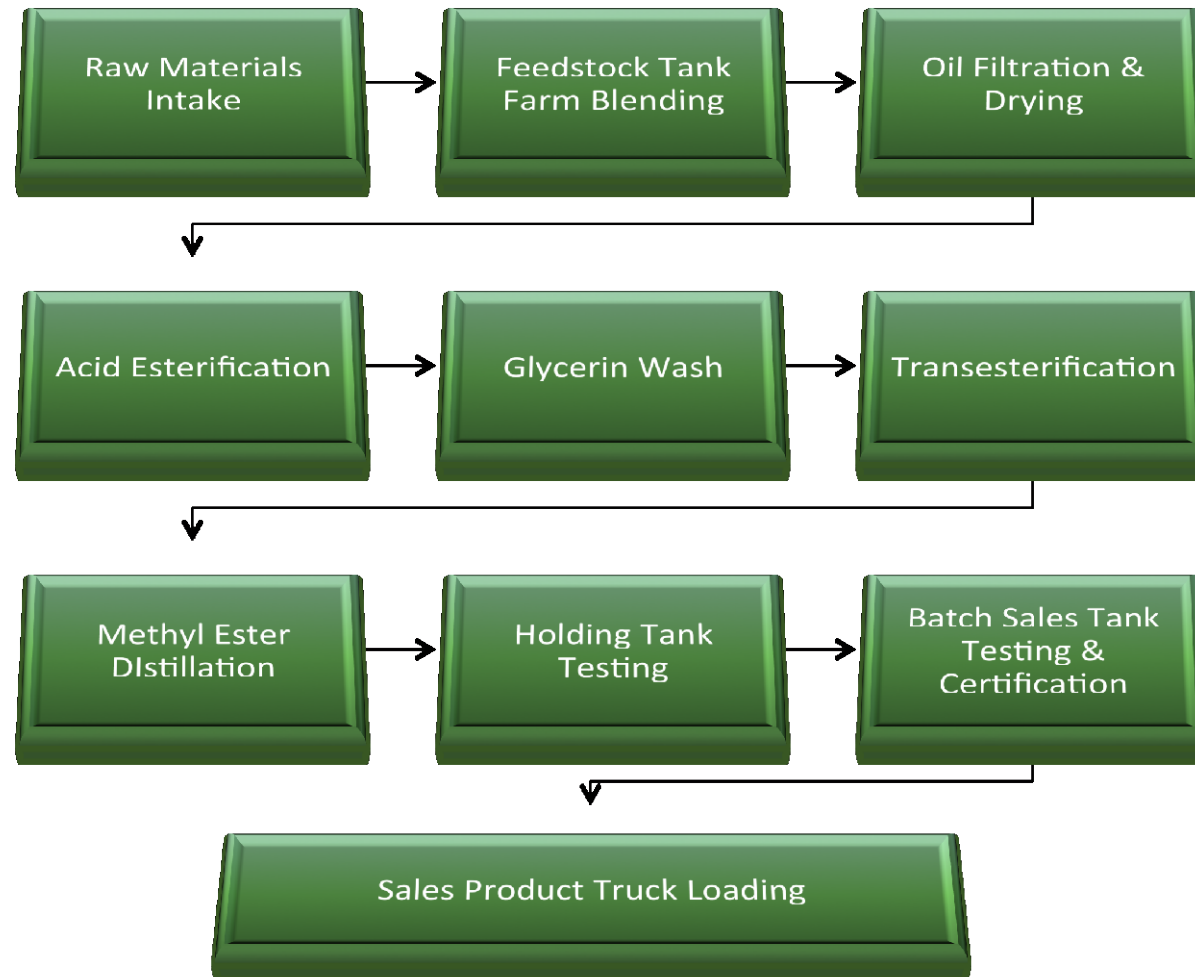 Raw Materials
Intake
Feedstock Tank
Farm Blending
Oil Filtration &
Drying
Acid Esterification
Glycerin Wash
Transesterification
Methyl Ester
DIstillation
Holding Tank
Testing
Batch Sales Tank
Testing &
Certification
Sales Product Truck Loading